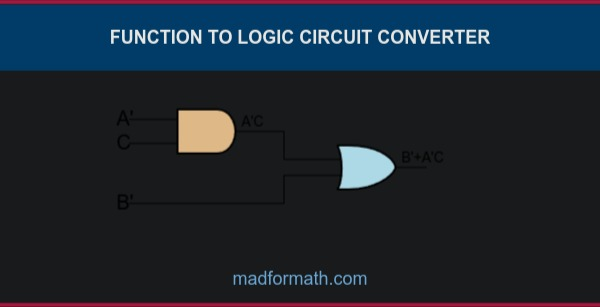 FUNCTION TO LOGIC CIRCUIT CONVERTER
A'
A'C
C
B'+A'C
B'
madformath.com